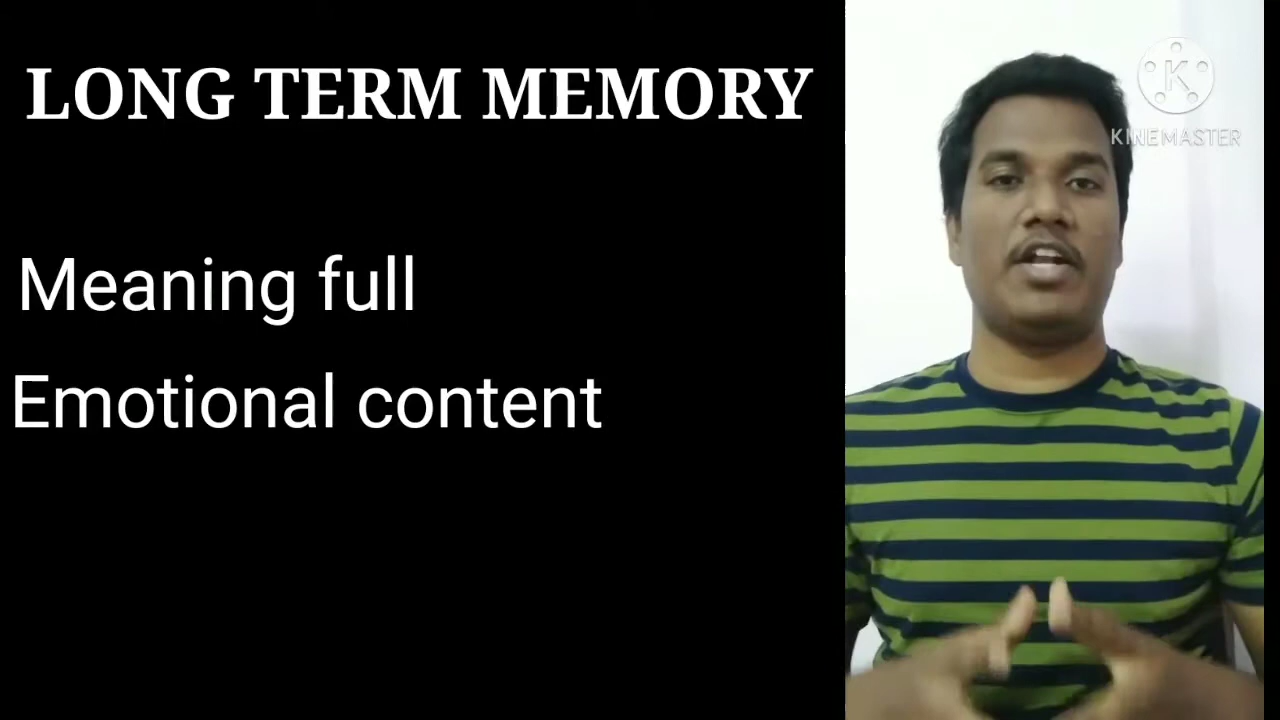 LONG TERM MEMORY
Meaning full
Emotional content
K
KINEMASTER